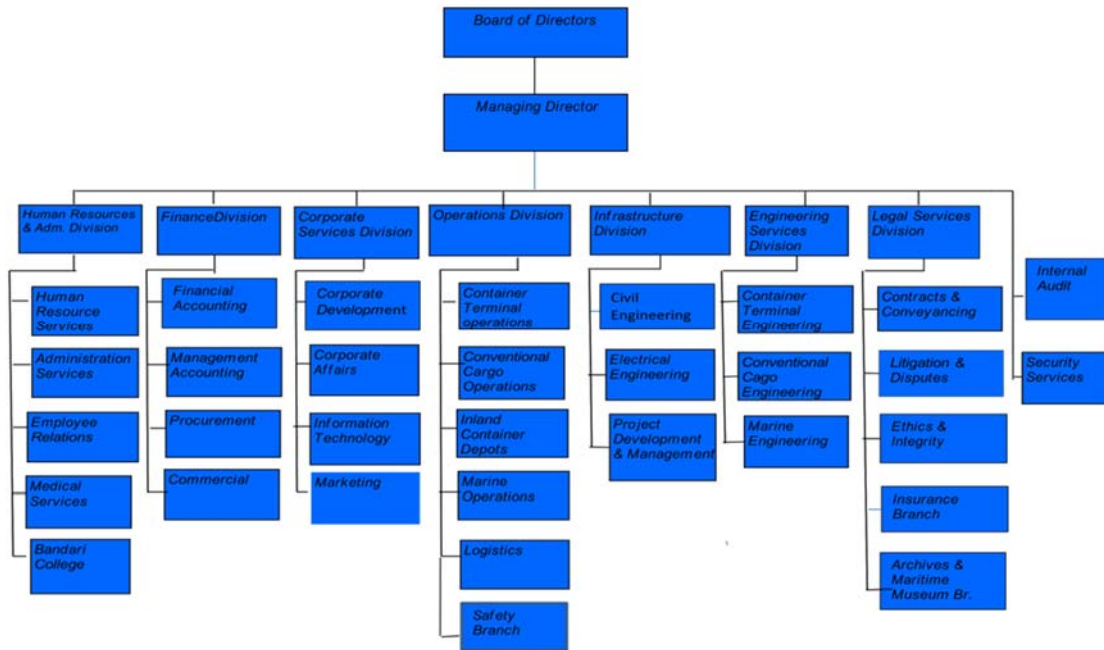 Board of Directors
Managing Director
Human Resources
& Adm. Division
FinanceDivision
Corporate
Services Division
Operations Division
Infrastructure
Division
Engineering
Services
Division
Legal Services
Division
Internal
Audit
Security
Services
Human
Resource
Services
Administration
Services
Employee
Relations
Medical
Services
Bandari
College
Financial
Accounting
Management
Accounting
Procurement
Commercial
Corporate
Development
Corporate
Affairs
Information
Technology
Marketing
Container
Terminal operations
Conventional
Cargo
Operations
Inland
Container
Depots
Marine
Operations
Logistics
Safety
Branch
Civil
Engineering
Electrical
Engineering
Project
Development
& Management
Container
Terminal
Engineering
Conventional
Cago Engineering
Marine
Engineering
Contracts &
Conveyancing
Litigation &
Disputes
Ethics &
Integrity
Insurance
Branch
Archives &
Maritime
Museum Br.